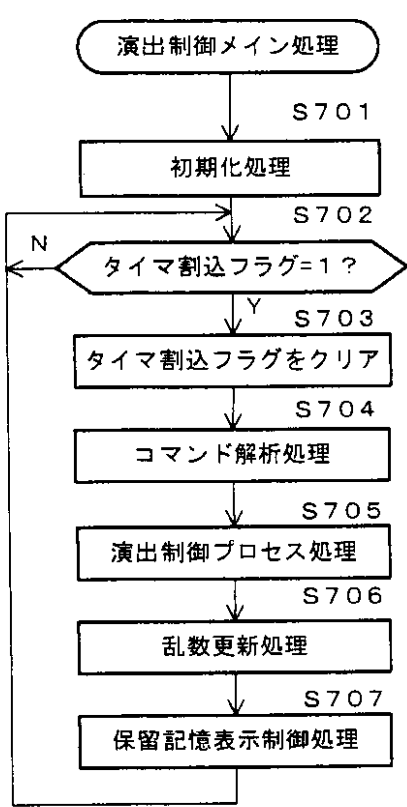 演出制御メイン処理
S701
初期化処理
S702
N
タイマ割込フラグ=1？
Y
S703
タイマ割込フラグをクリア
S704
コマンド解析処理
S705
演出制御プロセス処理
S706
乱数更新処理
S707
保留記憶表示制御処理